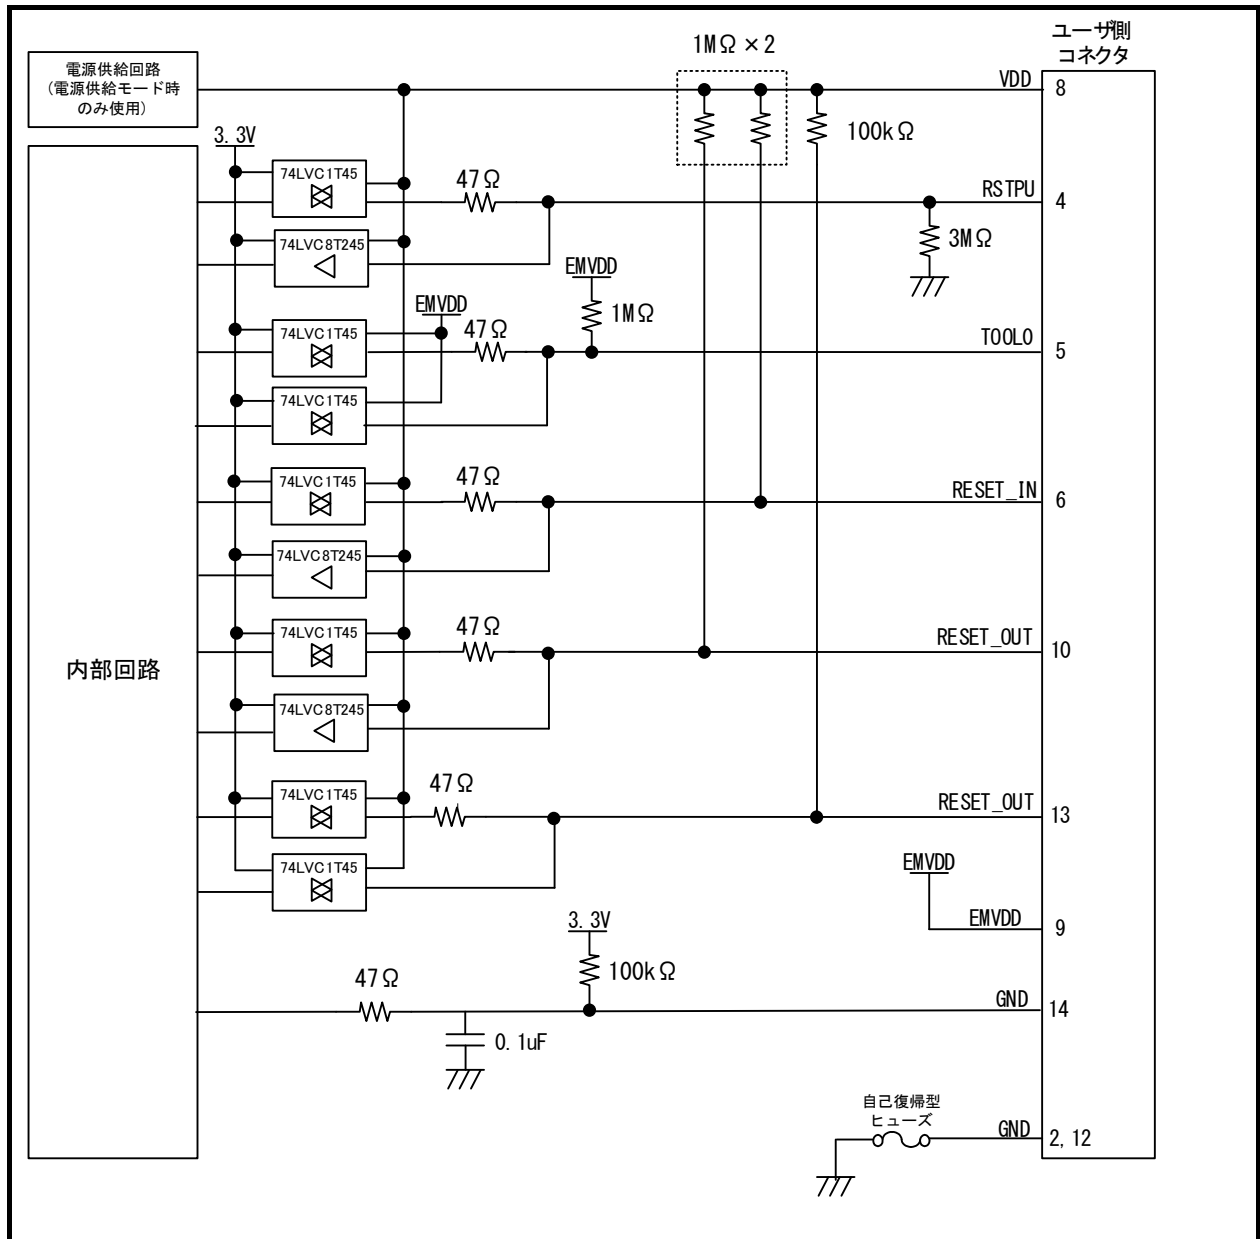 ユーザ側
コネクタ
1MΩ×2
電源供給回路
(電源供給モード時
のみ使用)
VDD
8
3.3V
100kΩ
74LVC1T45
47Ω
RSTPU
4
74LVC8T245
3MΩ
EMVDD
1MΩ
EMVDD
74LVC1T45
47Ω
TOOL0
5
74LVC1T45
74LVC1T45
47Ω
RESET_IN
6
74LVC8T245
74LVC1T45
47Ω
RESET_OUT
10
内部回路
74LVC8T245
74LVC1T45
47Ω
RESET_OUT
13
74LVC1T45
EMVDD
EMVDD
9
3.3V
100kΩ
47Ω
GND
14
0.1uF
自己復帰型
ヒューズ
GND
2,12